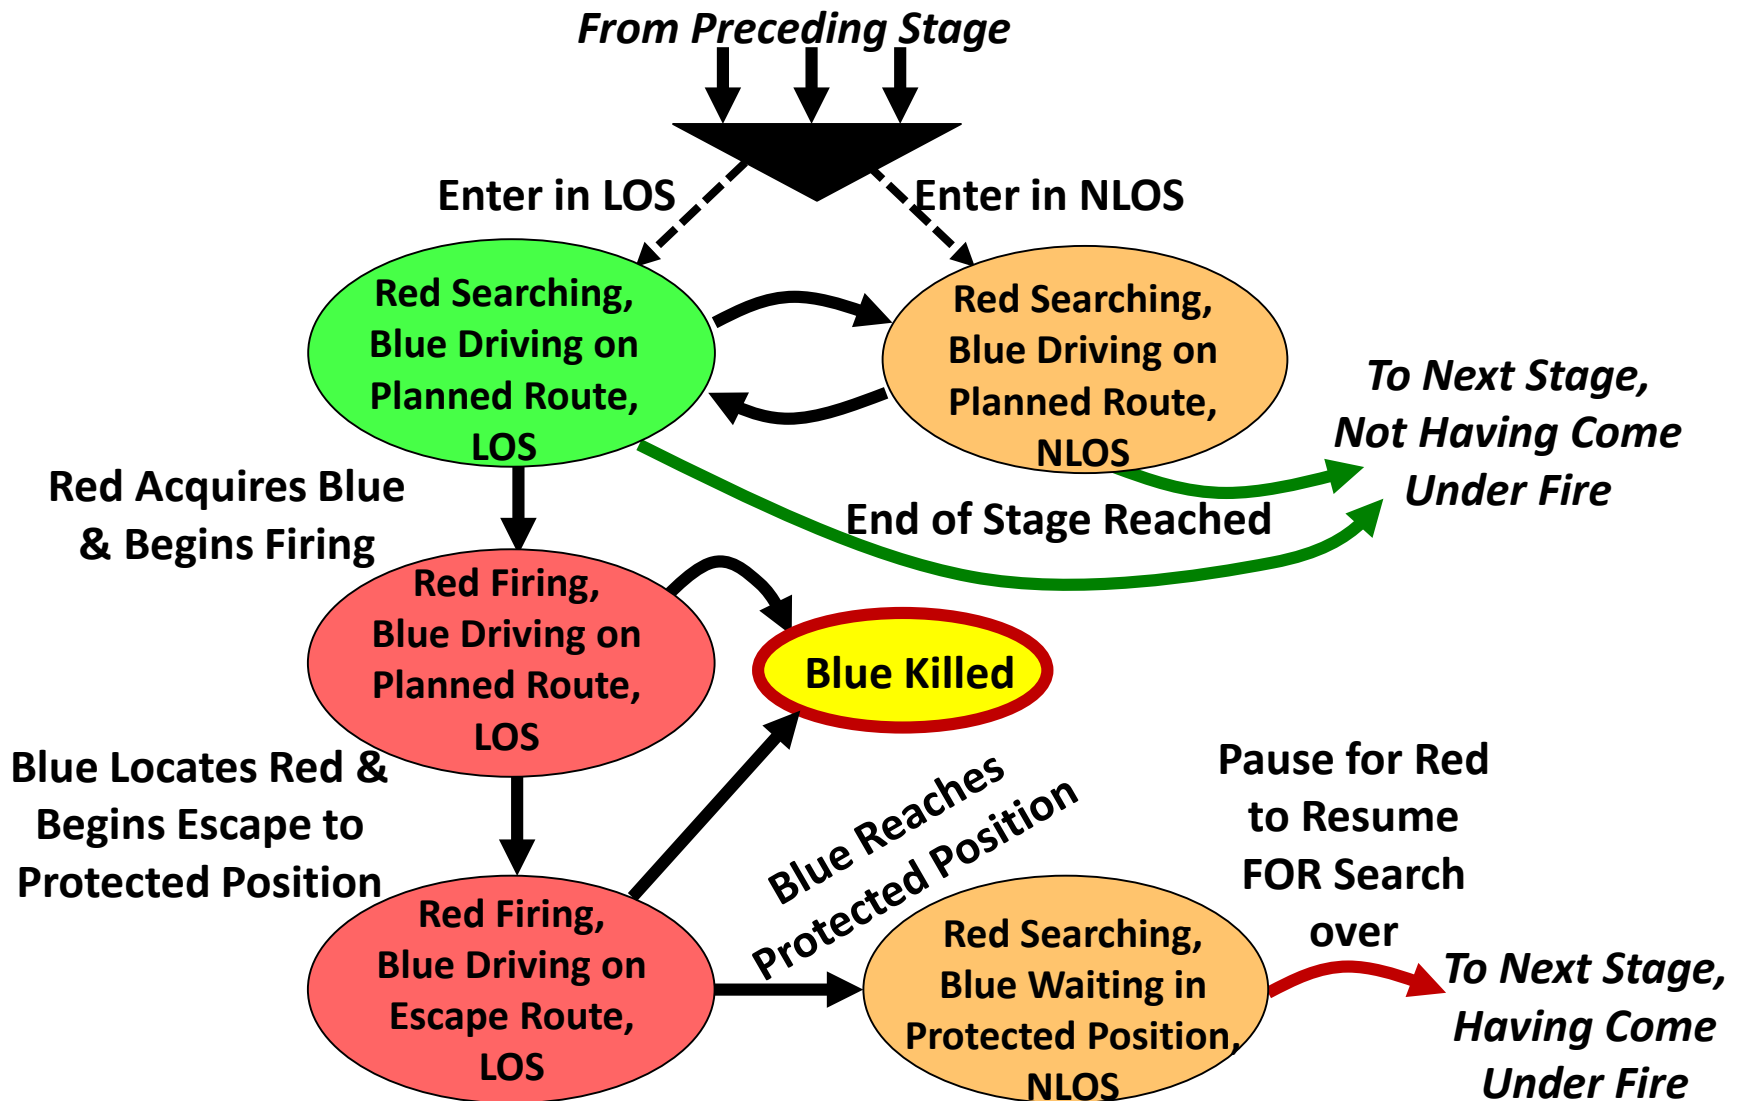 From Preceding Stage
Enter in LOS
Enter in NLOS
Red Searching,
Blue Driving on
Planned Route,
LOS
Red Searching,
Blue Driving on
Planned Route,
NLOS
To Next Stage,
Not Having Come
Under Fire
Red Acquires Blue
& Begins Firing
End of Stage Reached
Red Firing,
Blue Driving on
Planned Route,
LOS
Blue Killed
Blue Locates Red &
Begins Escape to
Protected Position
Blue Reaches
Protected Position
Pause for Red
to Resume
FOR Search
over
Red Firing,
Blue Driving on
Escape Route,
LOS
Red Searching,
Blue Waiting in
Protected Position,
NLOS
To Next Stage,
Having Come
Under Fire